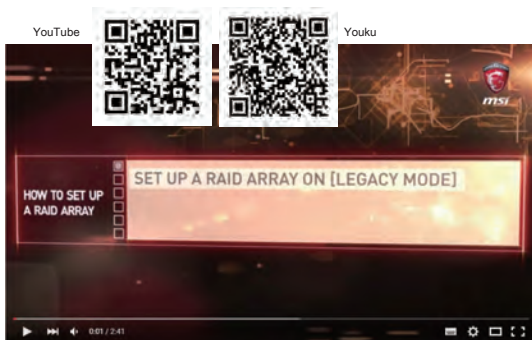 YouTube
Youku
msi
SET UP A RAID ARRAY ON [LEGACY MODE]
HOW TO SET UP
A RAID ARRAY
0:01 / 2:41